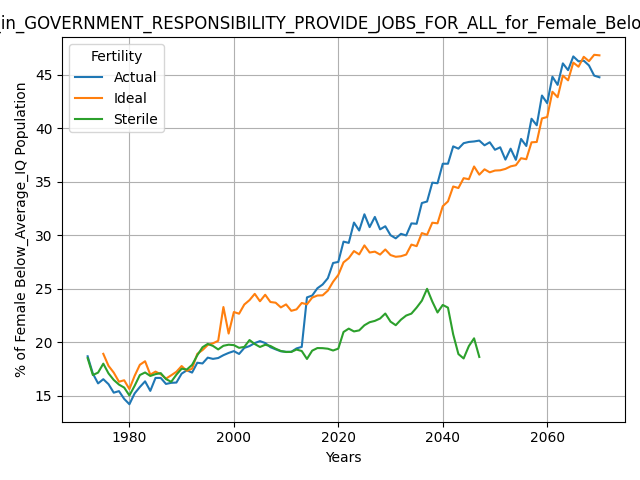 _in_GOVERNMENT_RESPONSIBILITY_PROVIDE_JOBS_FOR_ALL_for_Female_Belo
Fertility
Actual
Ideal
Sterile
% of Female Below_Average_IQ Population
45
40
35
30
25
20
15
1980 2000 2020 2040 2060
Years